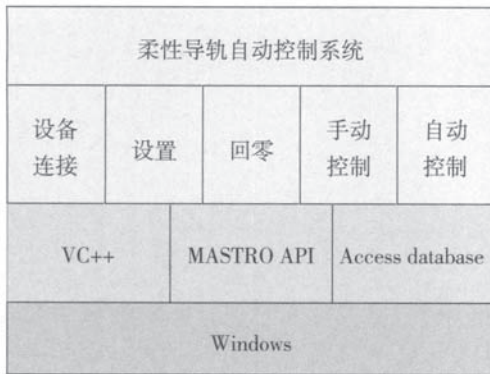 柔性导轨自动控制系统
设备
连接
设置
回零
手动
控制
自动
控制
VC++
MASTRO API
Access database
Windows